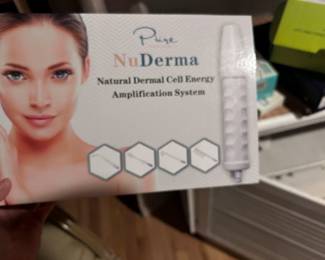 Pure
NuDerma
Natural Dermal Cell Energy
Amplification System